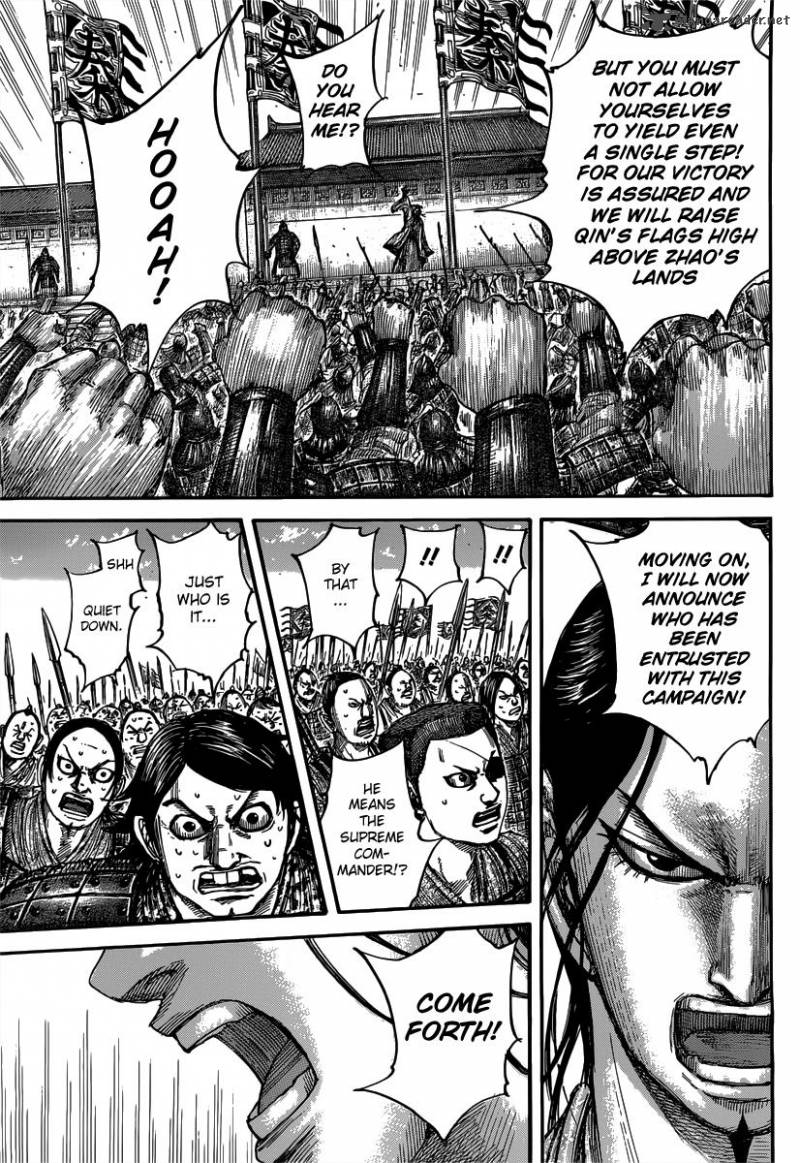 BUT YOU MUST
NOT ALLOW
YOURSELVES
TO YIELD EVEN
A SINGLE STEP!
FOR OUR VICTORY
IS ASSURED AND
WE WILL RAISE
QIN'S FLAGS HIGH
ABOVE ZHAO'S
LANDS
DO
YOU
HEAR
ME!?
HOOAH!
秦
秦
MOVING ON,
I WILL NOW
ANNOUNCE
WHO HAS
BEEN
ENTRUSTED
WITH THIS
CAMPAIGN!
!!
!!
BY
THAT
...
HE
MEANS
THE
SUPREME
COM-
MANDER!?
JUST
WHO IS
IT...
SHH
QUIET
DOWN.
COME
FORTH!